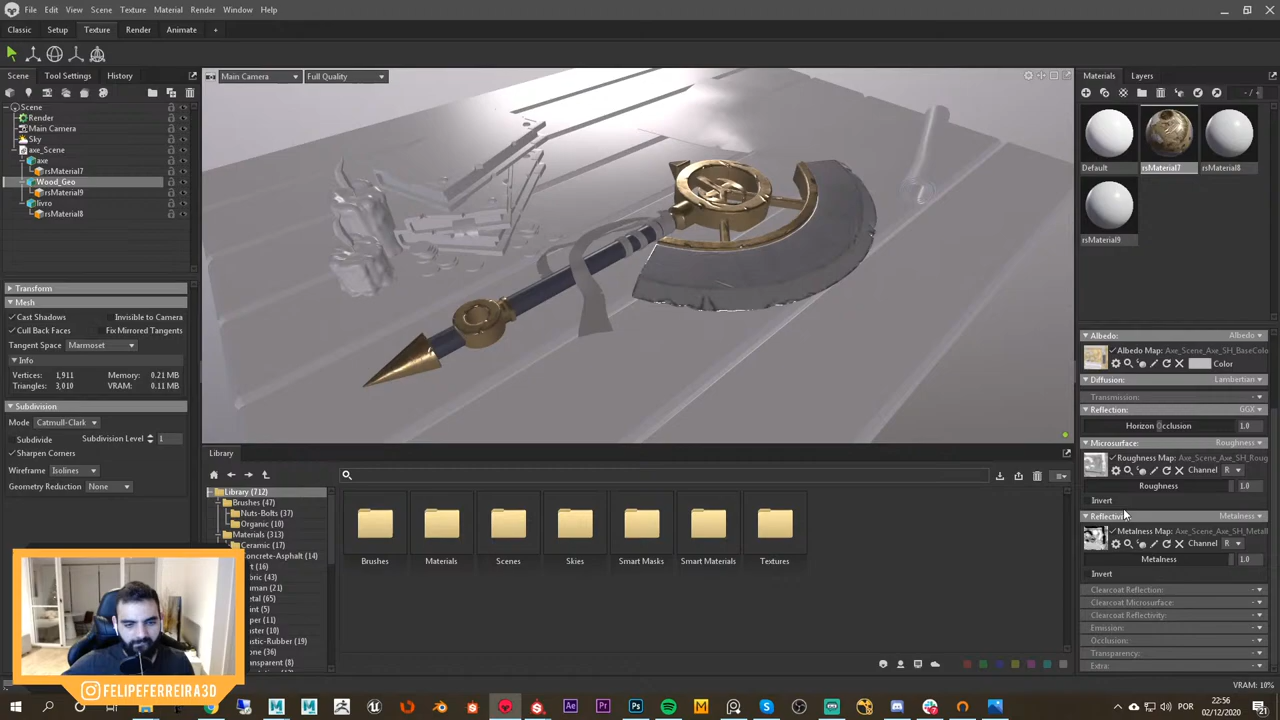 File Edit View Scene Texture Material Render Window Help
Classic Setup Texture Render Animate +
Scene Tool Settings History
Main Camera Full Quality
Materials Layers
Scene
Render
Main Camera
Sky
axe_Scene
axe
rsMaterial7
Wood_Geo
rsMaterial9
livro
rsMaterial8
Default rsMaterial7 rsMaterial8
rsMaterial9
Transform
Mesh
Cast Shadows Invisible to Camera
Cull Back Faces Fix Mirrored Tangents
Tangent Space Marmoset
Info
Vertices: 1,911 Memory: 0.21 MB
Triangles: 3,010 VRAM: 0.11 MB
Subdivision
Mode Catmull-Clark
Subdivide Subdivision Level 1
Sharpen Corners
Wireframe Isolines
Geometry Reduction None
Albedo: Albedo
Albedo Map: Axe_Scene_Axe_SH_BaseColo
Color
Diffusion: Lambertian
Transmission:
Reflection: GGX
Horizon Occlusion 1.0
Microsurface: Roughness
Roughness Map: Axe_Scene_Axe_SH_Roug
Channel R
Roughness 1.0
Invert
Metalness
Metalness Map: Axe_Scene_Axe_SH_Metall
Channel R
Metalness 1.0
Invert
Clearcoat Reflection:
Clearcoat Microsurface:
Clearcoat Reflectivity:
Emission:
Occlusion:
Transparency:
Extra:
Library
Library (712)
Brushes (47)
Nuts-Bolts (37)
Organic (10)
Materials (313)
Ceramic (17)
Concrete-Asphalt (14)
Brushes Materials Scenes Skies Smart Masks Smart Materials Textures
FELIPEFERREIRA3D
VRAM: 10%
POR 22:56
02/12/2020